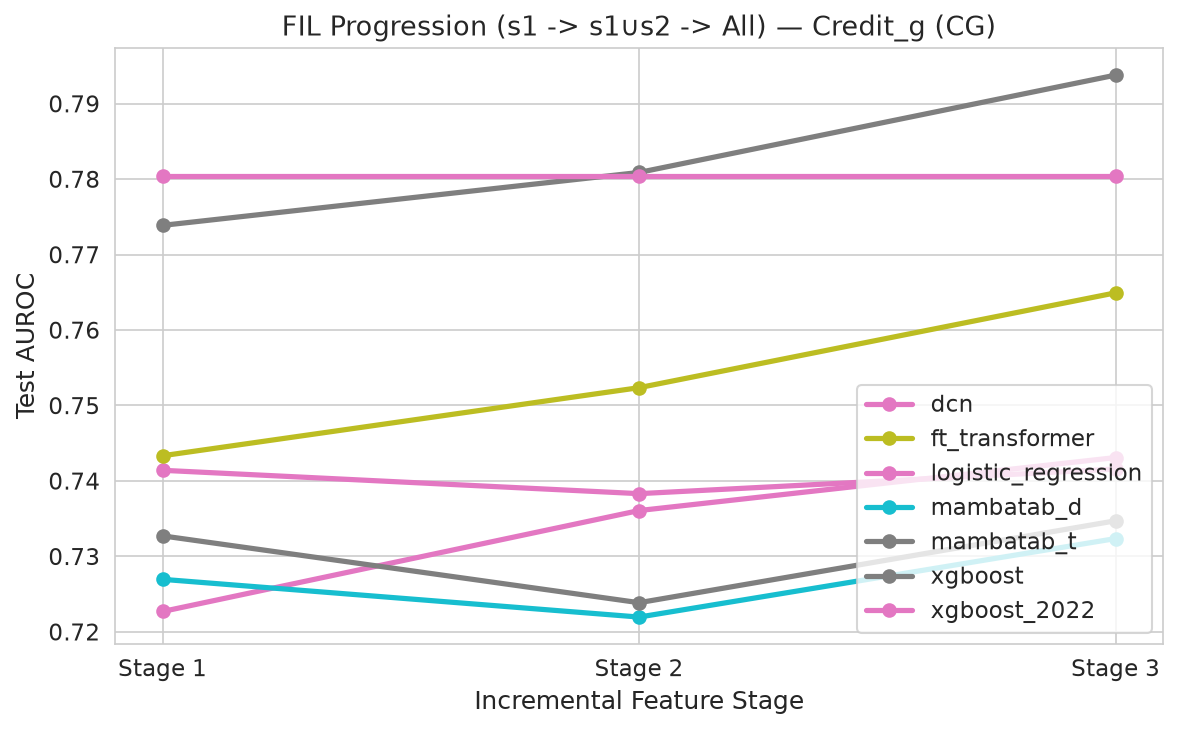 FIL Progression (s1 -> s1∪s2 -> All) — Credit_g (CG)
Test AUROC
0.79
0.78
0.77
0.76
0.75
0.74
0.73
0.72
dcn
ft_transformer
logistic_regression
mambatab_d
mambatab_t
xgboost
xgboost_2022
Stage 1
Stage 2
Stage 3
Incremental Feature Stage